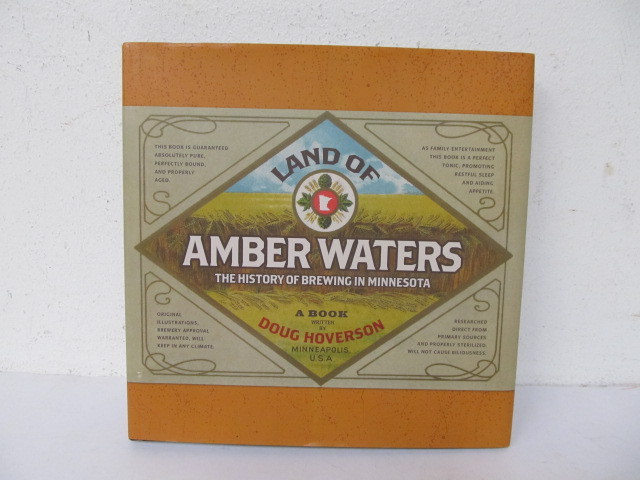 THIS BOOK IS GUARANTEED
ABSOLUTELY PURE,
PERFECTLY BOUND,
AND PROPERLY
AGED.
AS FAMILY ENTERTAINMENT
THIS BOOK IS A PERFECT
TONIC, PROMOTING
RESTFUL SLEEP
AND AIDING
APPETITE.
LAND OF
AMBER WATERS
THE HISTORY OF BREWING IN MINNESOTA
A BOOK
WRITTEN
BY
DOUG HOVERSON
MINNEAPOLIS,
U.S.A
ORIGINAL
ILLUSTRATIONS,
BREWERY APPROVAL
WARRANTED. WILL
KEEP IN ANY CLIMATE.
RESEARCHED
DIRECT FROM
PRIMARY SOURCES
AND PROPERLY STERILIZED.
WILL NOT CAUSE BILIOUSNESS.